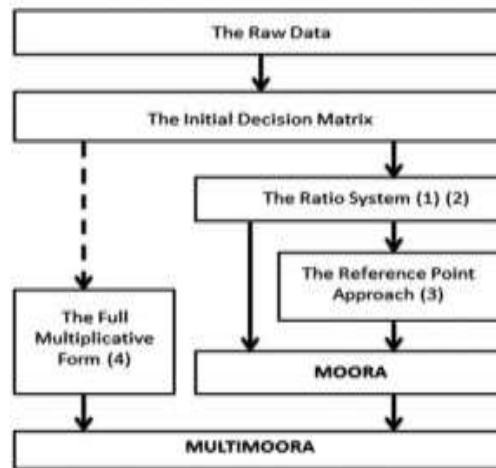 The Raw Data
The Initial Decision Matrix
The Ratio System (1) (2)
The Reference Point
Approach (3)
The Full
Multiplicative
Form (4)
MOORA
MULTIMOORA